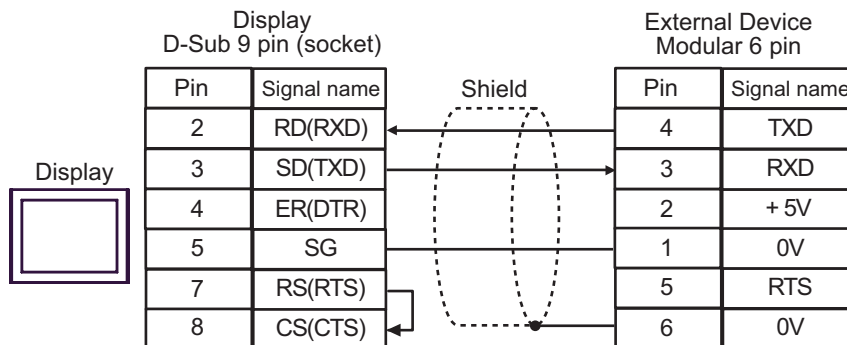 Display
D-Sub 9 pin (socket)
External Device
Modular 6 pin
Pin Signal name Shield Pin Signal name
2 RD(RXD) 4 TXD
3 SD(TXD) 3 RXD
Display
4 ER(DTR) 2 +5V
5 SG 1 0V
7 RS(RTS) 5 RTS
8 CS(CTS) 6 0V